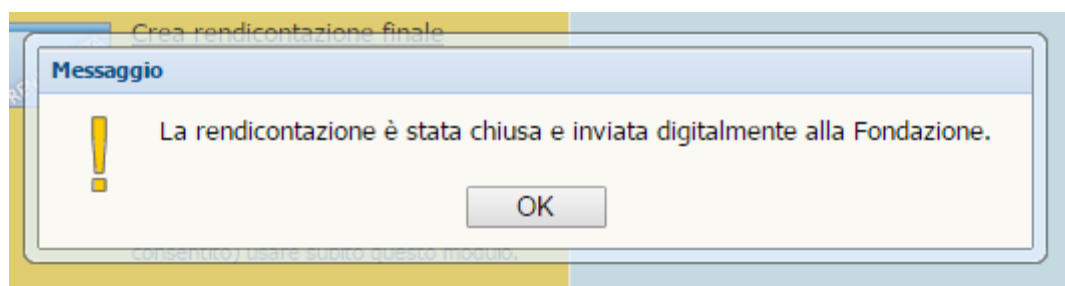 Crea rendicontazione finale
Messaggio
La rendicontazione è stata chiusa e inviata digitalmente alla Fondazione.
OK
consentito) usare subito questo modulo.